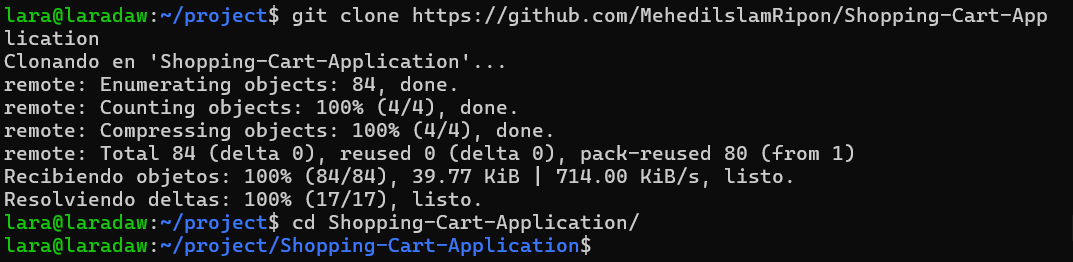 lara@laradaw:~/project$ git clone https://github.com/MehedilslamRipon/Shopping-Cart-App
lication
Clonando en 'Shopping-Cart-Application'...
remote: Enumerating objects: 84, done.
remote: Counting objects: 100% (4/4), done.
remote: Compressing objects: 100% (4/4), done.
remote: Total 84 (delta 0), reused 0 (delta 0), pack-reused 80 (from 1)
Recibiendo objetos: 100% (84/84), 39.77 KiB | 714.00 KiB/s, listo.
Resolviendo deltas: 100% (17/17), listo.
lara@laradaw:~/project$ cd Shopping-Cart-Application/
lara@laradaw:~/project/Shopping-Cart-Application$